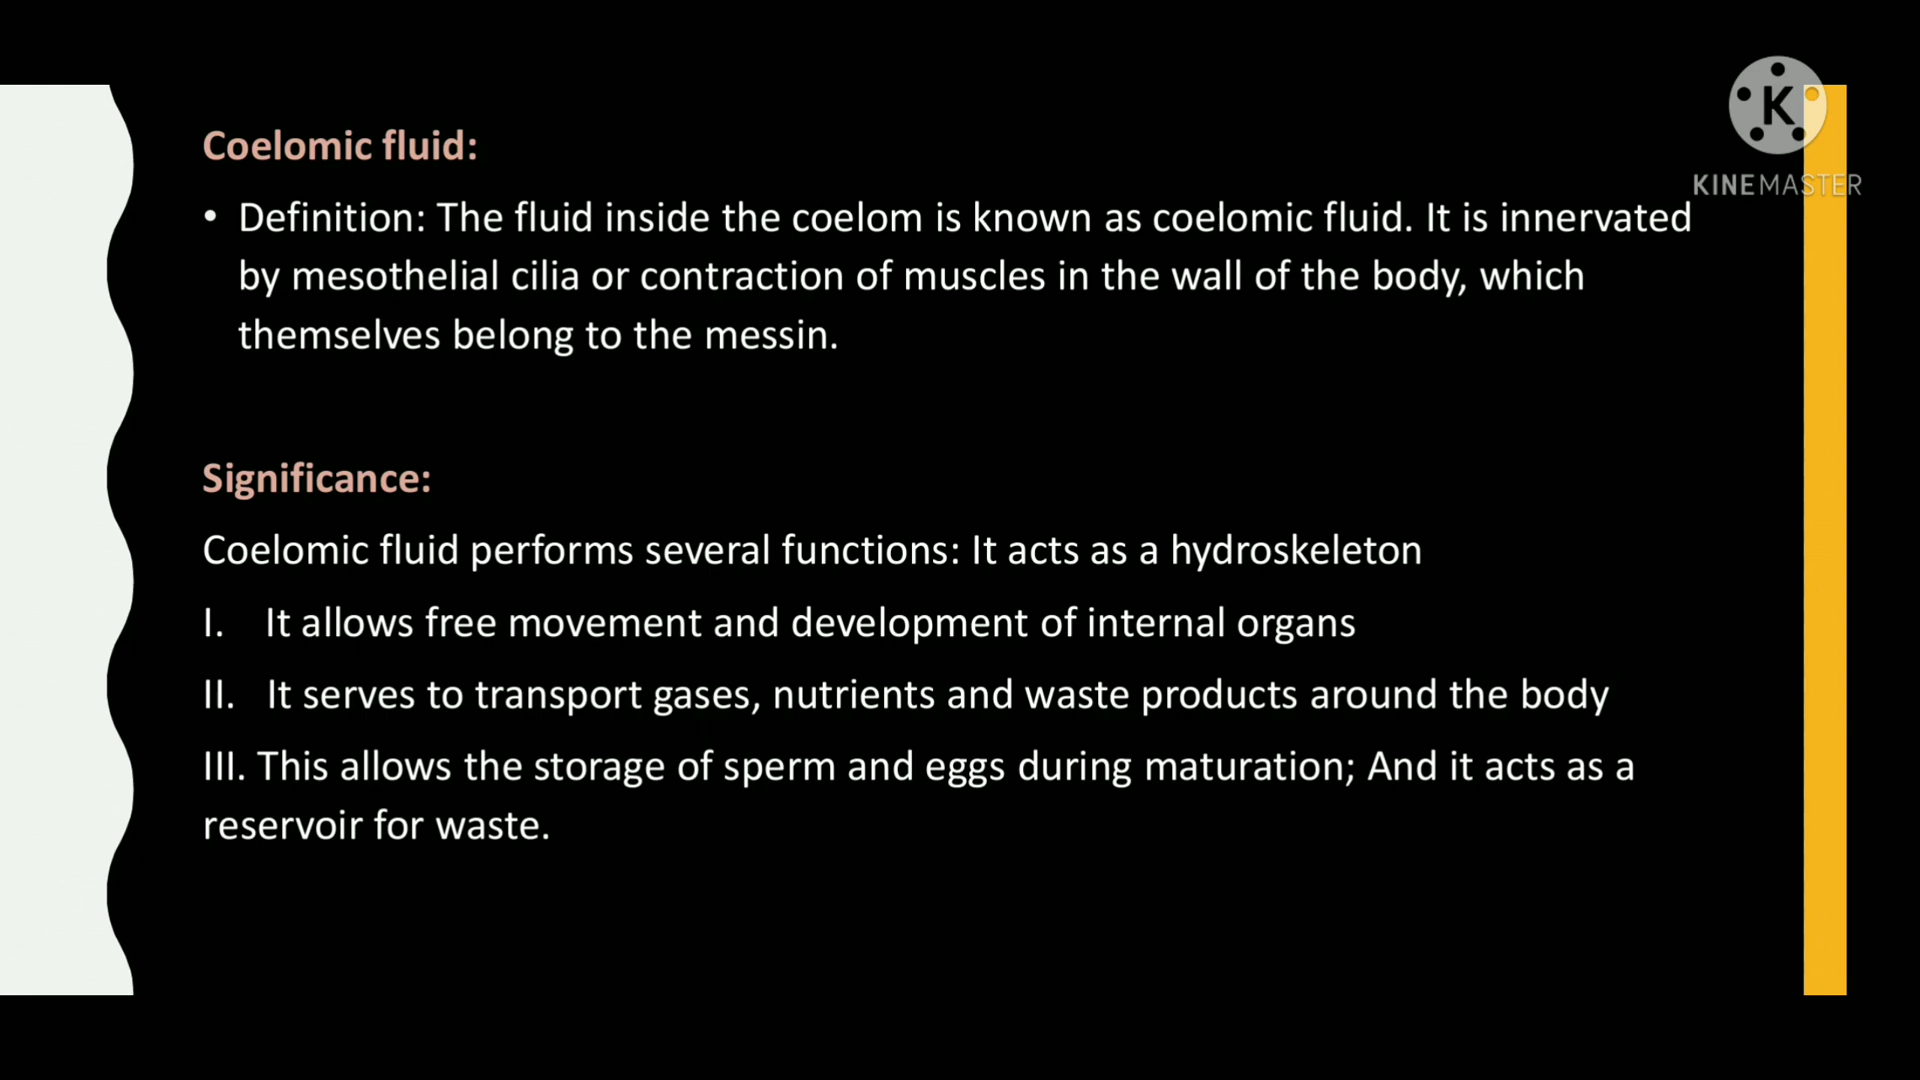 K
KINEMASTER
Coelomic fluid:
• Definition: The fluid inside the coelom is known as coelomic fluid. It is innervated
by mesothelial cilia or contraction of muscles in the wall of the body, which
themselves belong to the messin.
Significance:
Coelomic fluid performs several functions: It acts as a hydroskeleton
I. It allows free movement and development of internal organs
II. It serves to transport gases, nutrients and waste products around the body
III. This allows the storage of sperm and eggs during maturation; And it acts as a
reservoir for waste.